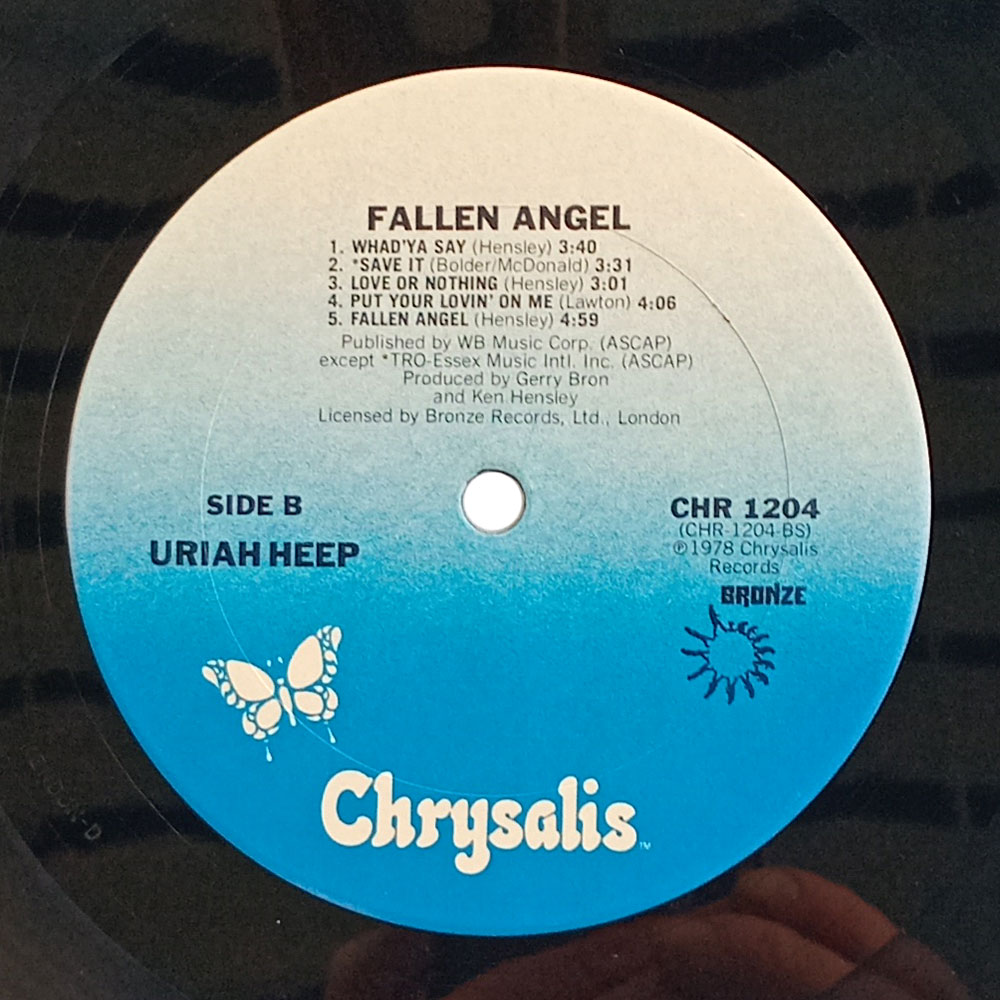 FALLEN ANGEL
1. WHAD'YA SAY (Hensley) 3:40
2. *SAVE IT (Bolder/McDonald) 3:31
3. LOVE OR NOTHING (Hensley) 3:01
4. PUT YOUR LOVIN' ON ME (Lawton) 4:06
5. FALLEN ANGEL (Hensley) 4:59
Published by WB Music Corp. (ASCAP)
except *TRO-Essex Music Intl. Inc. (ASCAP)
Produced by Gerry Bron
and Ken Hensley
Licensed by Bronze Records, Ltd., London
SIDE B
URIAH HEEP
CHR 1204
(CHR-1204-BS)
℗1978 Chrysalis
Records
BRONZE
Chrysalis
TM